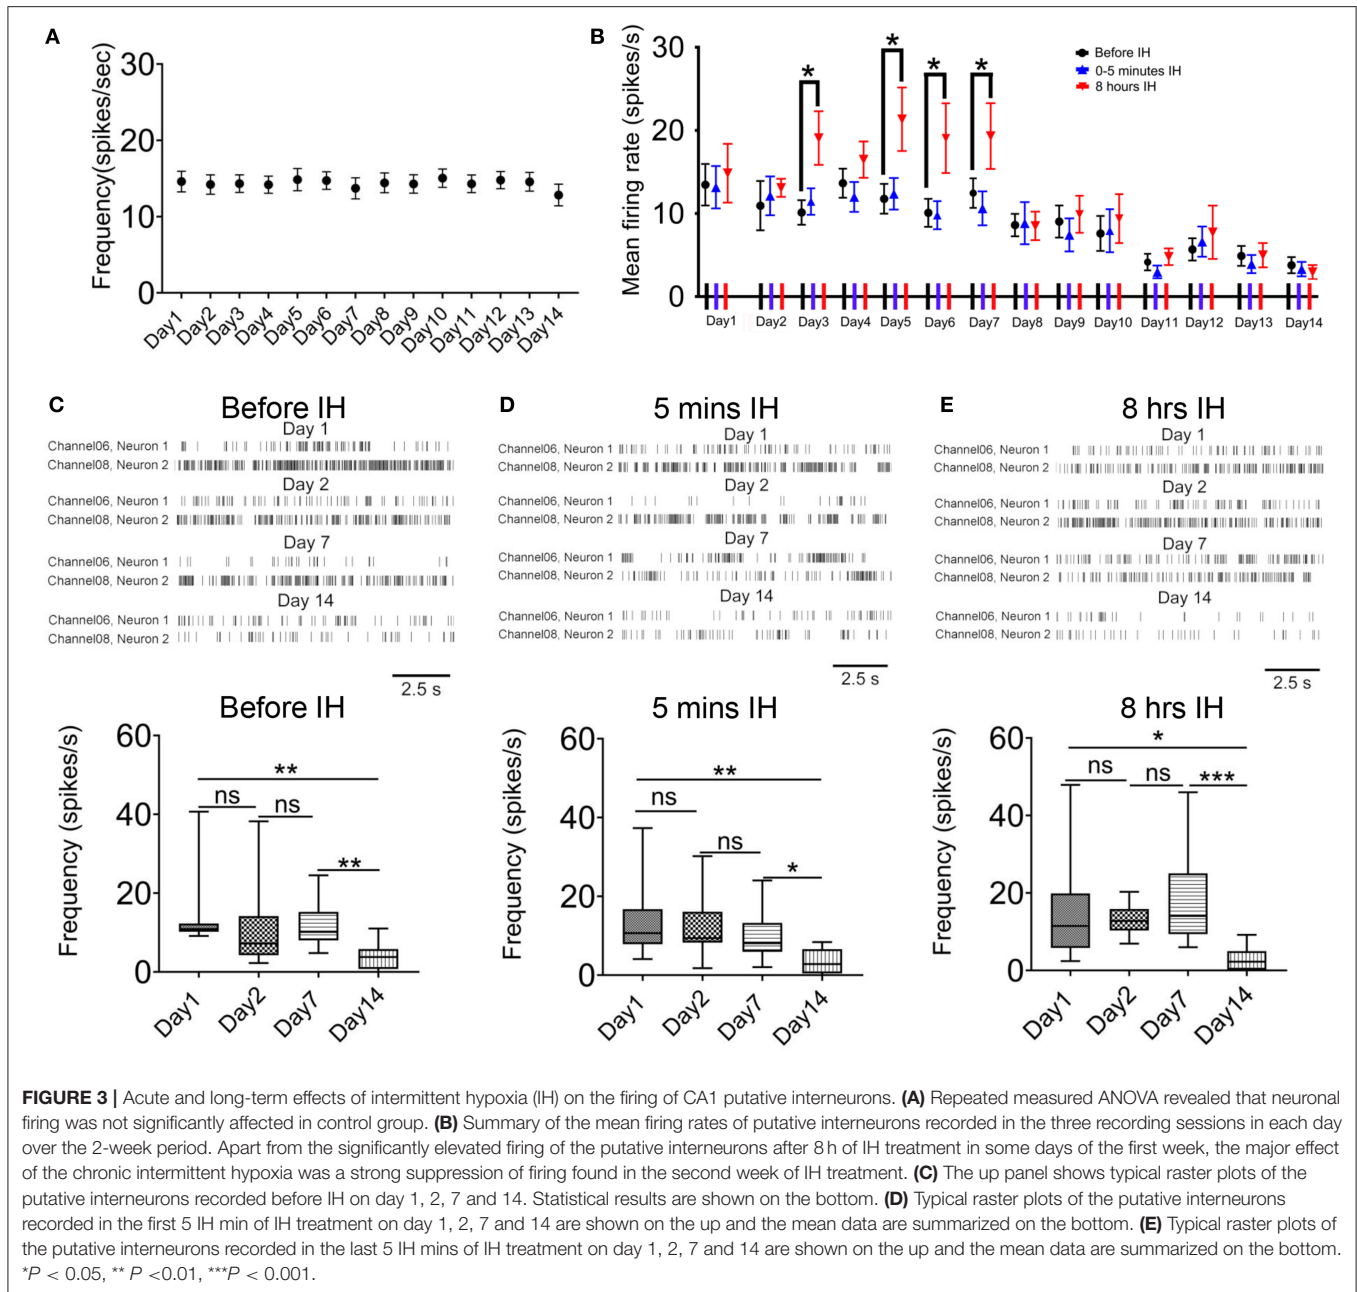 A
Frequency(spikes/sec)
30
20
10
0
Day1 Day2 Day3 Day4 Day5 Day6 Day7 Day8 Day9 Day10 Day11 Day12 Day13 Day14
B
Mean firing rate (spikes/s)
30
20
10
0
* * * *
Before IH
0-5 minutes IH
8 hours IH
Day1 Day2 Day3 Day4 Day5 Day6 Day7 Day8 Day9 Day10 Day11 Day12 Day13 Day14
C
Before IH
Day 1
Channel06, Neuron 1
Channel08, Neuron 2
Day 2
Channel06, Neuron 1
Channel08, Neuron 2
Day 7
Channel06, Neuron 1
Channel08, Neuron 2
Day 14
Channel06, Neuron 1
Channel08, Neuron 2
2.5 s
Before IH
Frequency (spikes/s)
60
40
20
0
**
ns
ns
**
Day1 Day2 Day7 Day14
D
5 mins IH
Day 1
Channel06, Neuron 1
Channel08, Neuron 2
Day 2
Channel06, Neuron 1
Channel08, Neuron 2
Day 7
Channel06, Neuron 1
Channel08, Neuron 2
Day 14
Channel06, Neuron 1
Channel08, Neuron 2
2.5 s
5 mins IH
Frequency (spikes/s)
60
40
20
0
**
ns
ns
*
Day1 Day2 Day7 Day14
E
8 hrs IH
Day 1
Channel06, Neuron 1
Channel08, Neuron 2
Day 2
Channel06, Neuron 1
Channel08, Neuron 2
Day 7
Channel06, Neuron 1
Channel08, Neuron 2
Day 14
Channel06, Neuron 1
Channel08, Neuron 2
2.5 s
8 hrs IH
Frequency (spikes/s)
60
40
20
0
*
ns
ns
***
Day1 Day2 Day7 Day14
FIGURE 3 | Acute and long-term effects of intermittent hypoxia (IH) on the firing of CA1 putative interneurons. (A) Repeated measured ANOVA revealed that neuronal
firing was not significantly affected in control group. (B) Summary of the mean firing rates of putative interneurons recorded in the three recording sessions in each day
over the 2-week period. Apart from the significantly elevated firing of the putative interneurons after 8 h of IH treatment in some days of the first week, the major effect
of the chronic intermittent hypoxia was a strong suppression of firing found in the second week of IH treatment. (C) The up panel shows typical raster plots of the
putative interneurons recorded before IH on day 1, 2, 7 and 14. Statistical results are shown on the bottom. (D) Typical raster plots of the putative interneurons
recorded in the first 5 IH min of IH treatment on day 1, 2, 7 and 14 are shown on the up and the mean data are summarized on the bottom. (E) Typical raster plots of
the putative interneurons recorded in the last 5 IH mins of IH treatment on day 1, 2, 7 and 14 are shown on the up and the mean data are summarized on the bottom.
*P < 0.05, ** P <0.01, ***P < 0.001.